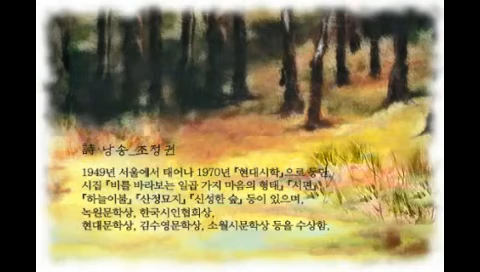 詩·낭송_조정권
1949년 서울에서 태어나 1970년 『현대시학』으로 등단.
시집 『비를 바라보는 일곱 가지 마음의 형태』, 『시편』,
『하늘이불』, 『산정묘지』, 『신성한 숲』 등이 있으며,
녹원문학상, 한국시인협회상,
현대문학상, 김수영문학상, 소월시문학상 등을 수상함.